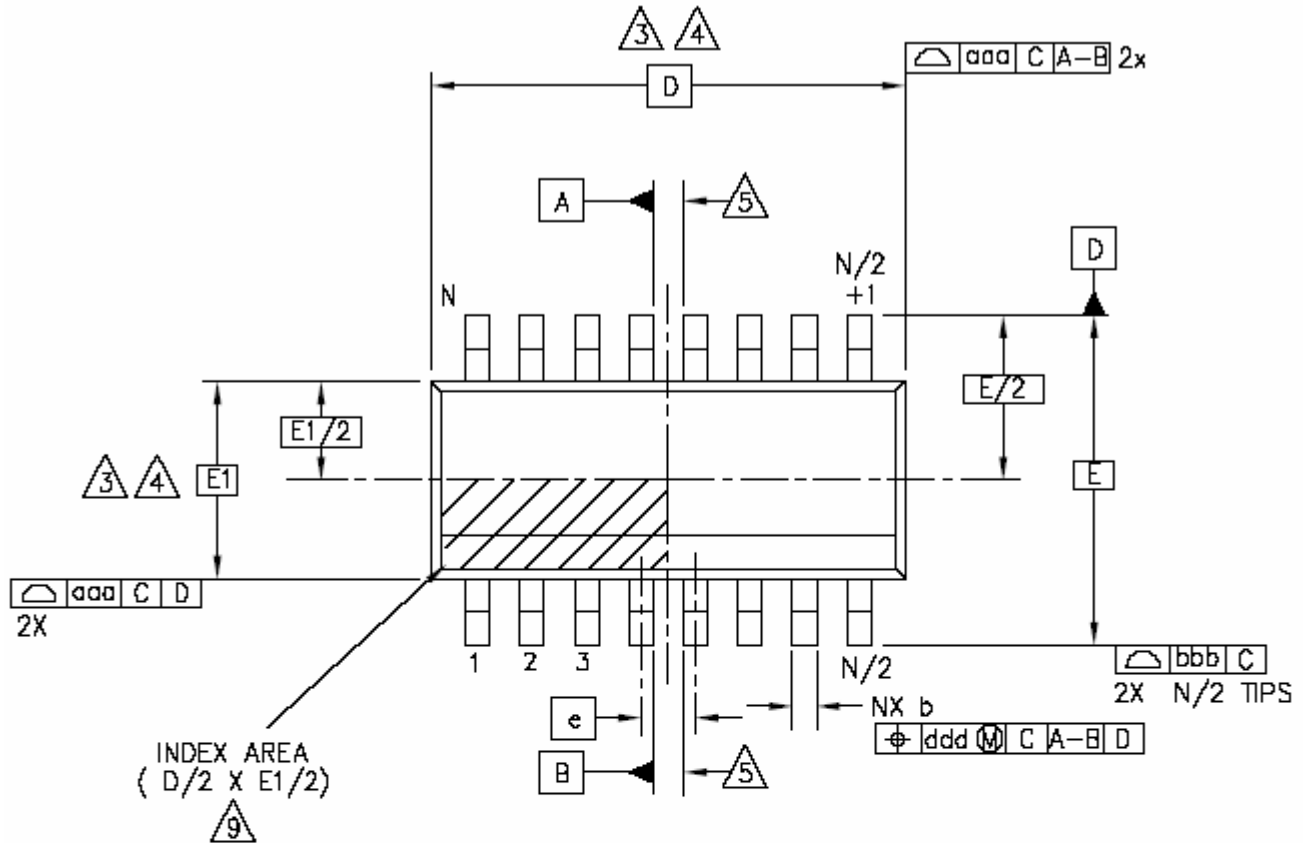 3 4
aaa C A-B 2x
D
A 5
D
N/2
+1
N
E/2
E1/2
3 4 E1
E
aaa C D
2X
1 2 3 N/2
bbb C
2X N/2 TIPS
e
NX b
ddd Ⓜ C A-B D
B 5
INDEX AREA
( D/2 X E1/2)
9